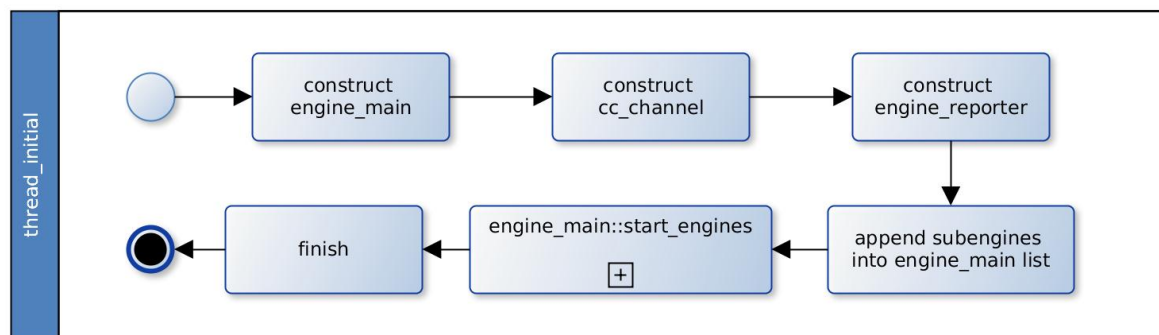 thread_initial
construct
engine_main
construct
cc_channel
construct
engine_reporter
append subengines
into engine_main list
engine_main::start_engines
+
finish